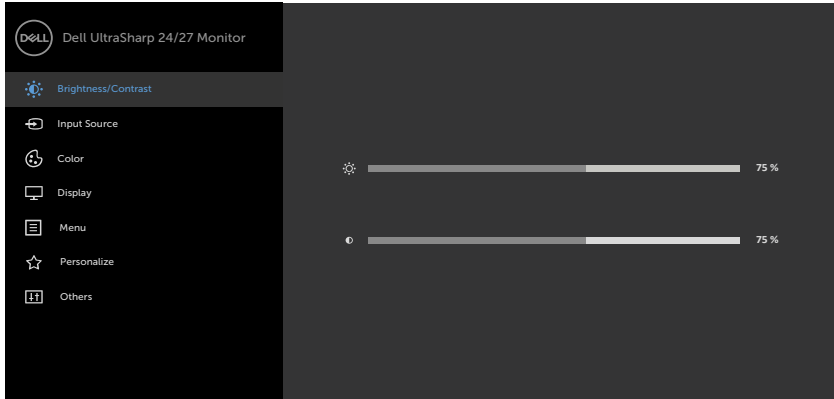 DELL Dell UltraSharp 24/27 Monitor
Brightness/Contrast
Input Source
Color
Display
Menu
Personalize
Others
75 %
75 %